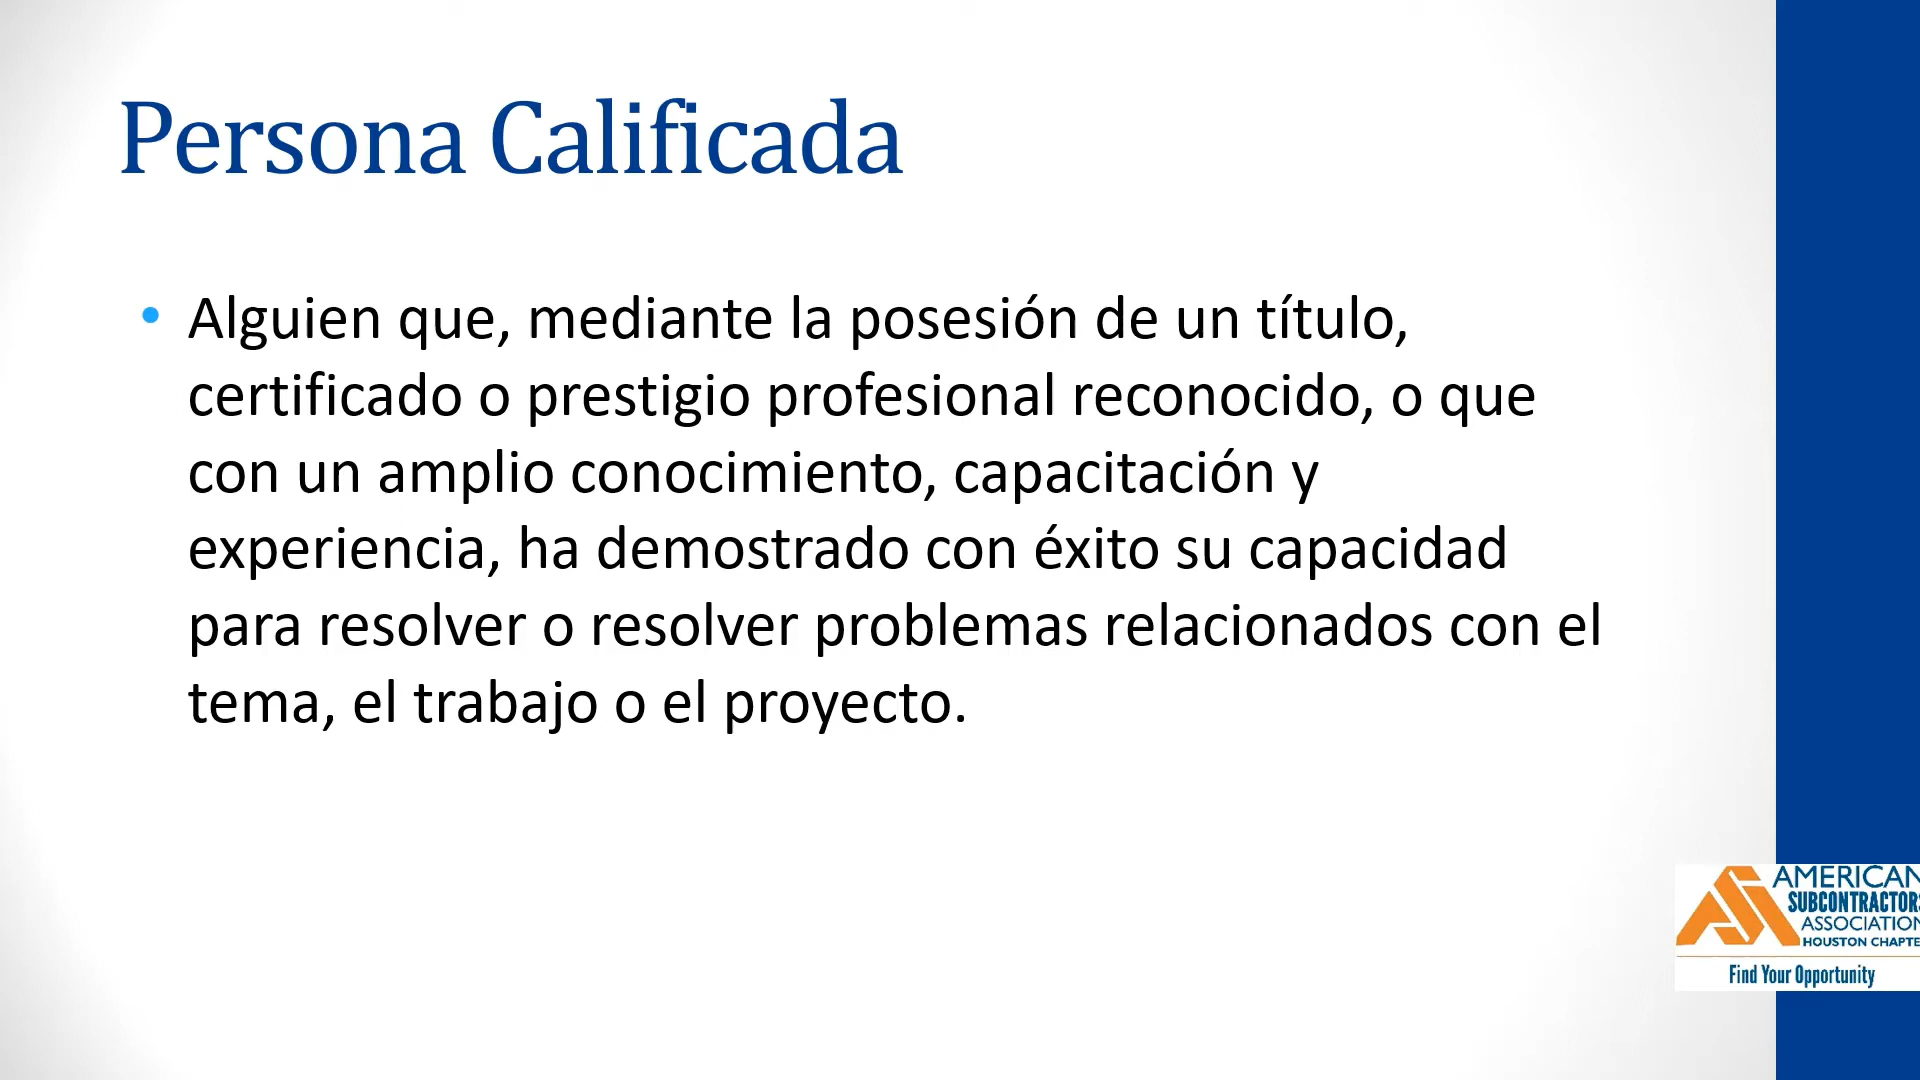 Persona Calificada
• Alguien que, mediante la posesión de un título,
certificado o prestigio profesional reconocido, o que
con un amplio conocimiento, capacitación y
experiencia, ha demostrado con éxito su capacidad
para resolver o resolver problemas relacionados con el
tema, el trabajo o el proyecto.
AMERICAN
SUBCONTRACTORS
ASSOCIATION
HOUSTON CHAPTE
Find Your Opportunity